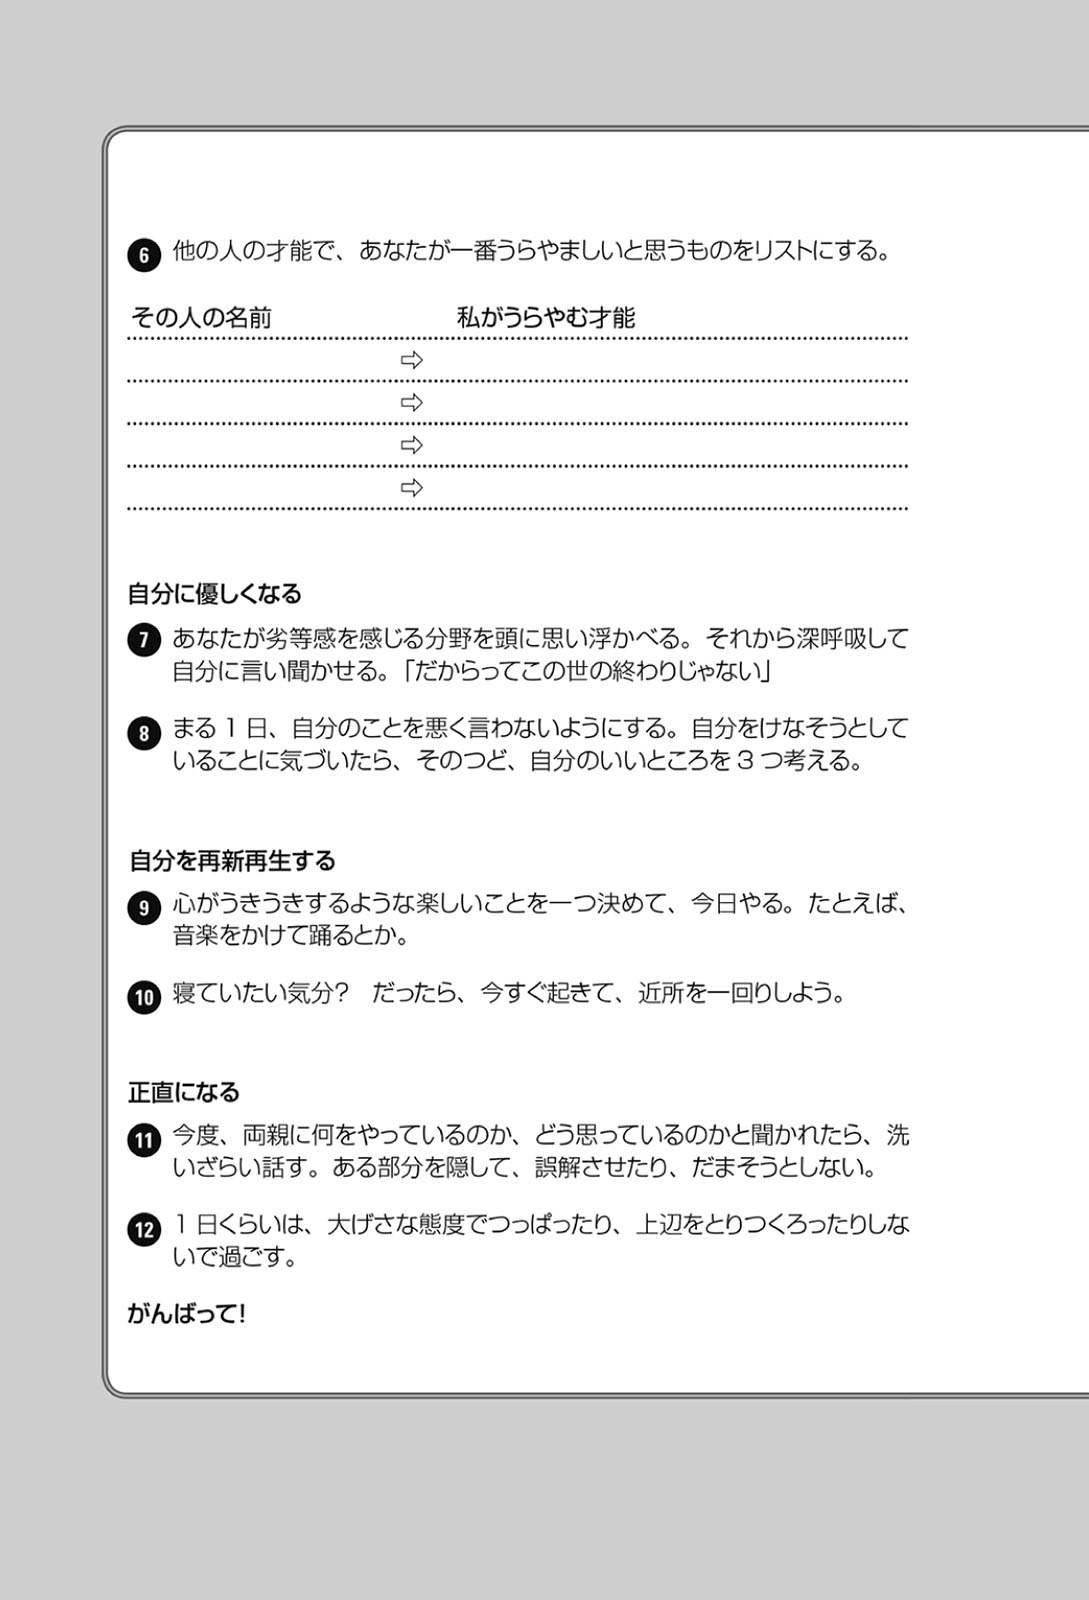 6 他の人の才能で、あなたが一番うらやましいと思うものをリストにする。
その人の名前 私がうらやむ才能
⇨
⇨
⇨
⇨
自分に優しくなる
7 あなたが劣等感を感じる分野を頭に思い浮かべる。それから深呼吸して
自分に言い聞かせる。「だからってこの世の終わりじゃない」
8 まる1日、自分のことを悪く言わないようにする。自分をけなそうとして
いることに気づいたら、そのつど、自分のいいところを3つ考える。
自分を再新再生する
9 心がうきうきするような楽しいことを一つ決めて、今日やる。たとえば、
音楽をかけて踊るとか。
10 寝ていたい気分? だったら、今すぐ起きて、近所を一回りしよう。
正直になる
11 今度、両親に何をやっているのか、どう思っているのかと聞かれたら、洗
いざらい話す。ある部分を隠して、誤解させたり、だまそうとしない。
12 1日くらいは、大げさな態度でつっぱったり、上辺をとりつくろったりしな
いで過ごす。
がんばって!